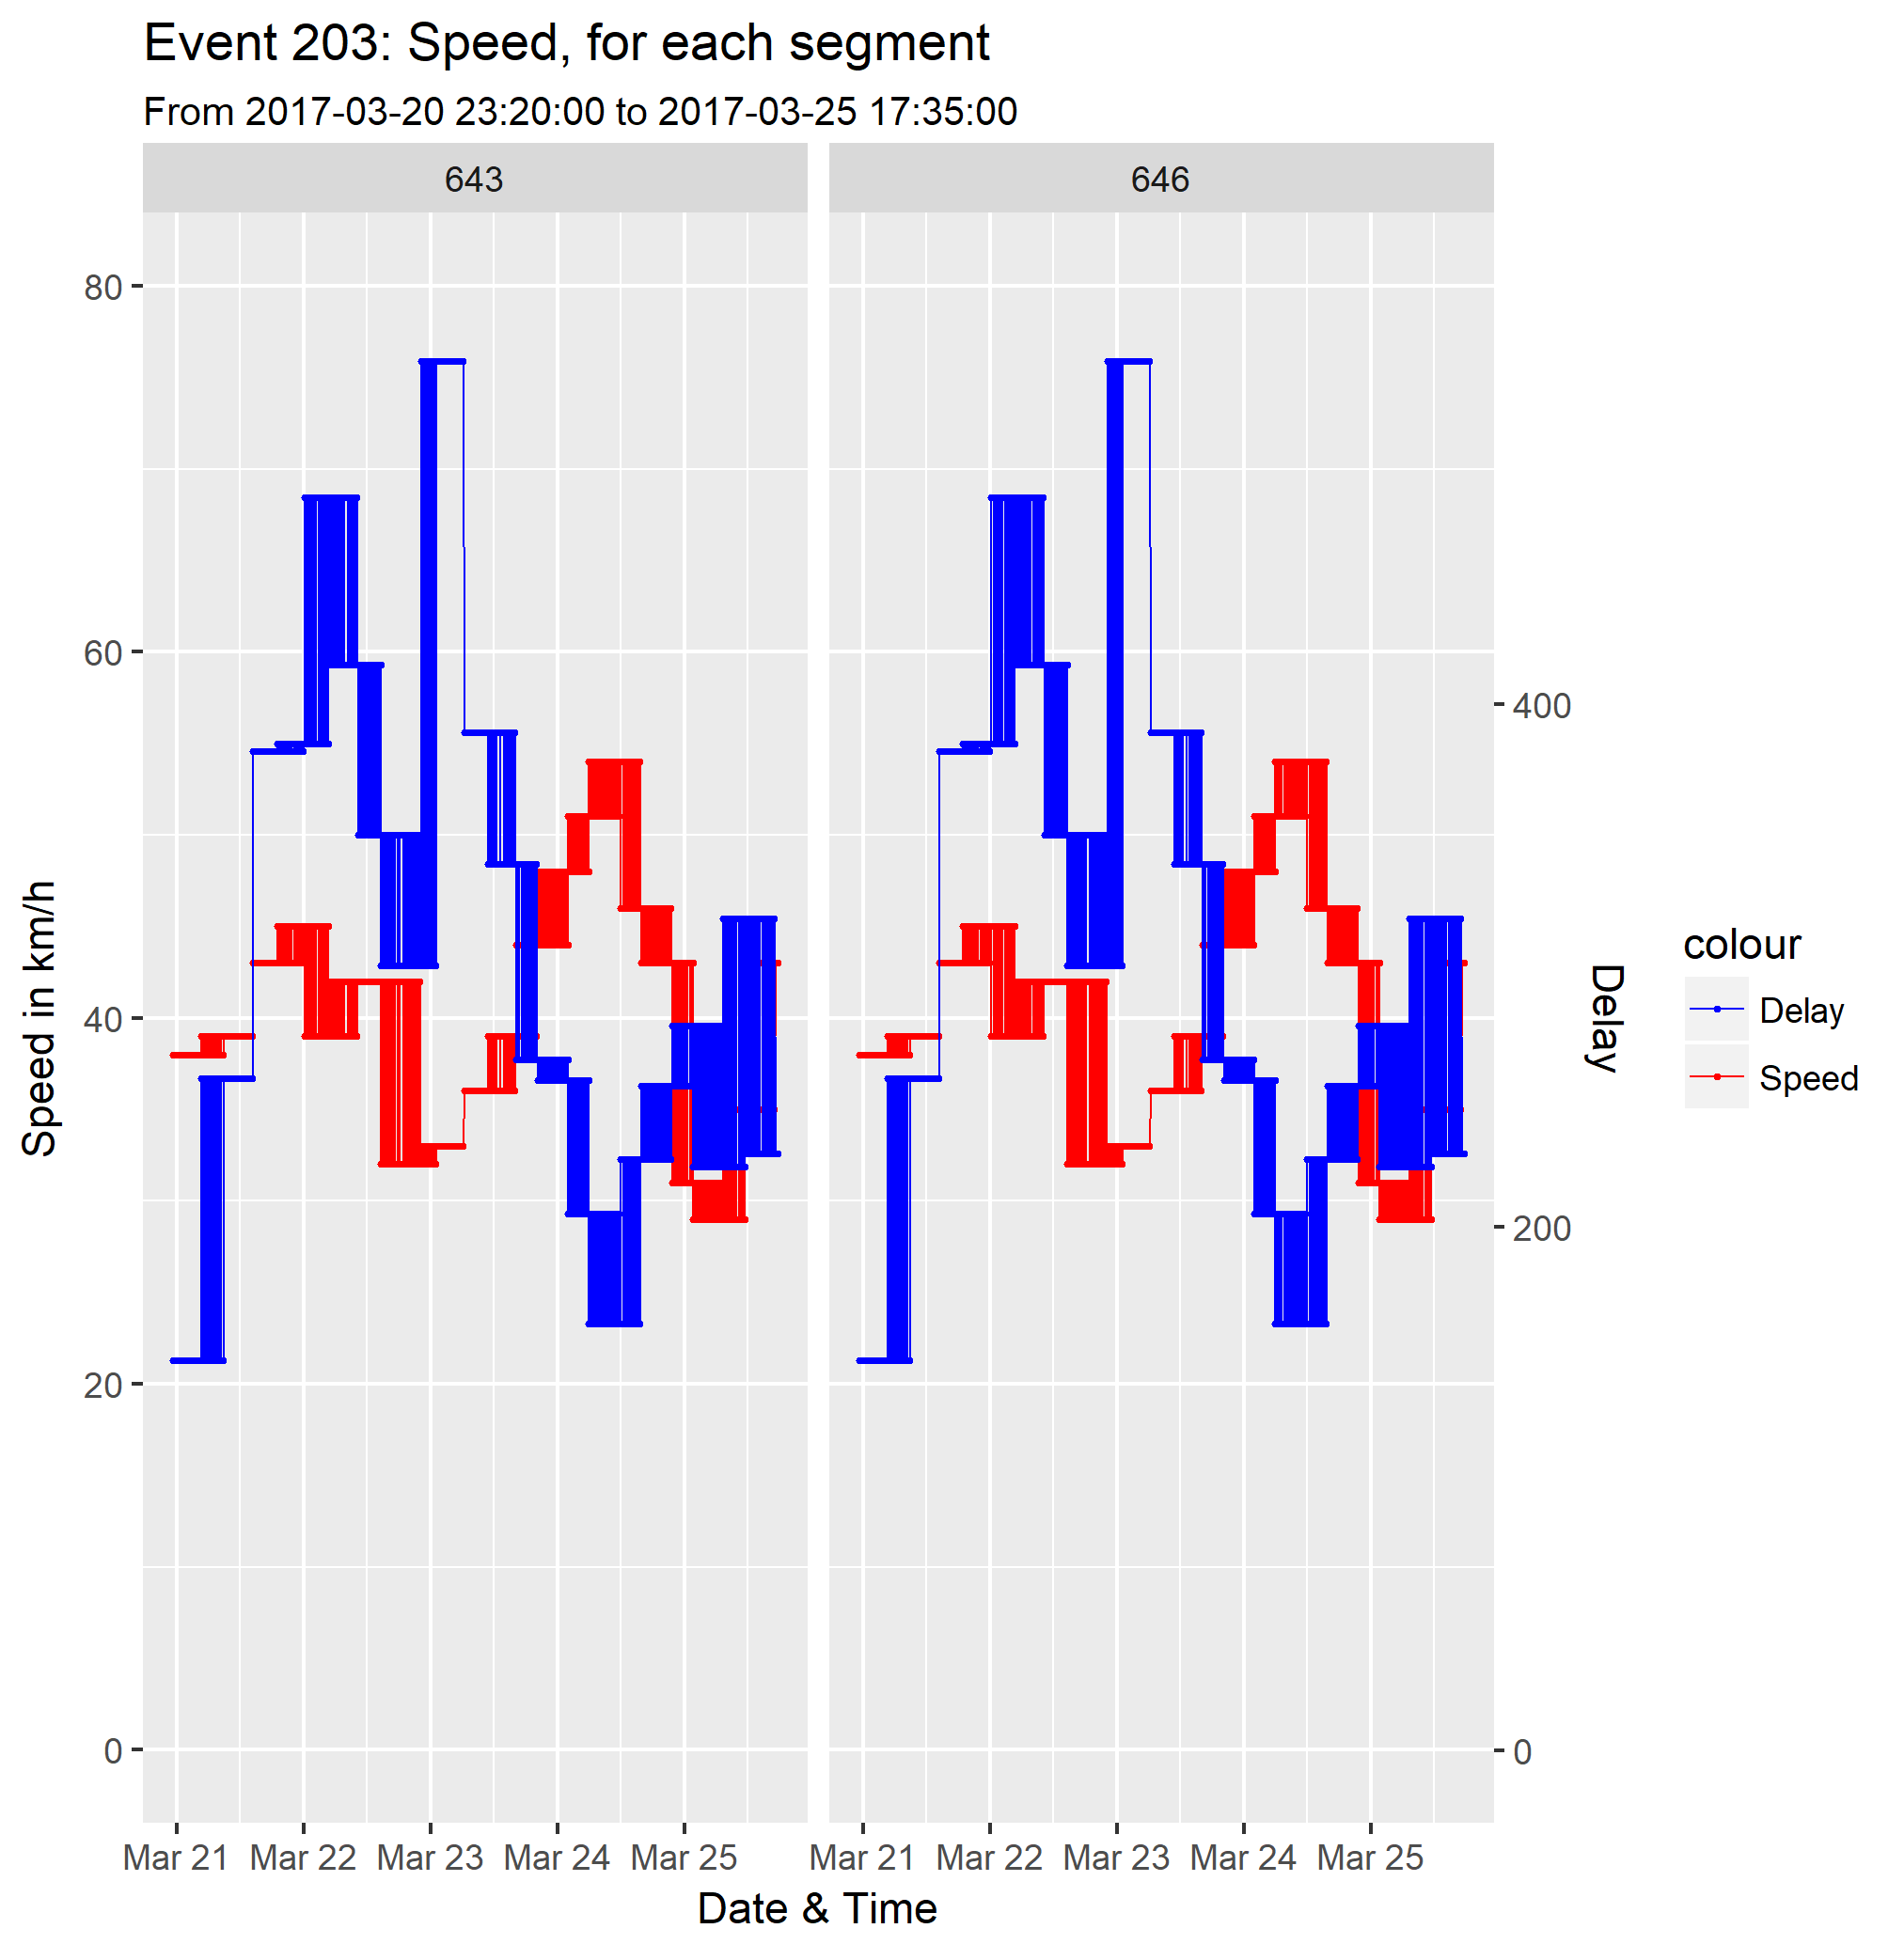 Event 203: Speed, for each segment
From 2017-03-20 23:20:00 to 2017-03-25 17:35:00
643
646
80
60
40
20
0
Speed in km/h
400
200
0
Delay
colour
Delay
Speed
Mar 21 Mar 22 Mar 23 Mar 24 Mar 25
Mar 21 Mar 22 Mar 23 Mar 24 Mar 25
Date & Time